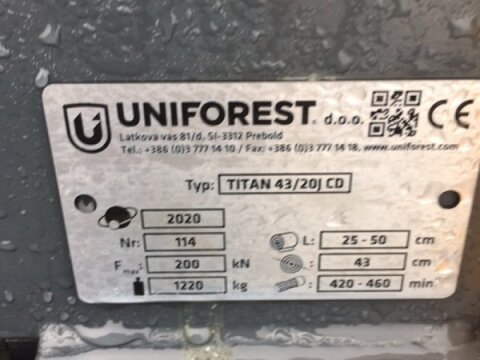 UNIFOREST d.o.o. CE
Latkova vas 81/d, SI-3312 Prebold
Tel.: +386 (0)3 777 14 10 / Fax: +386 (0)3 777 14 18, www.uniforest.com
Typ: TITAN 43/20J CD
2020
Nr: 114 L: 25 - 50 cm
F max: 200 kN 43 cm
1220 kg 420 - 460 min